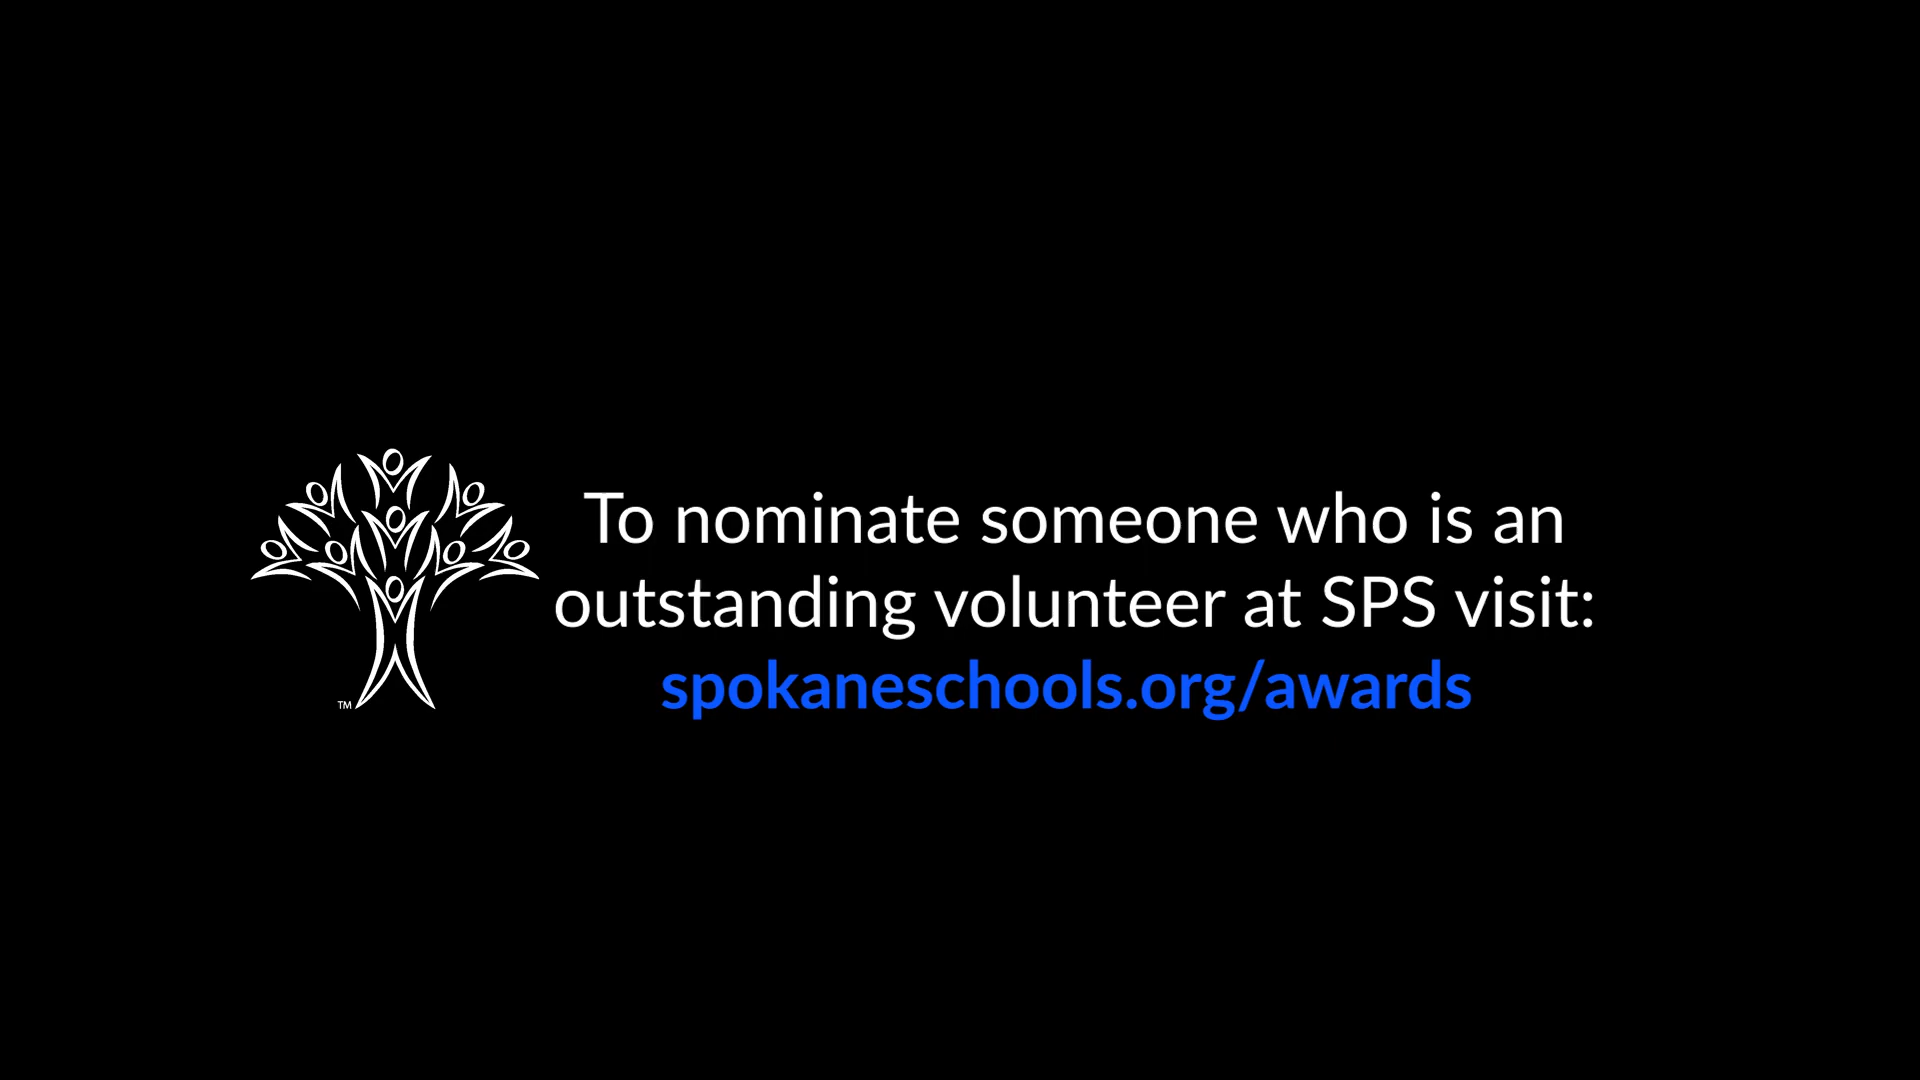 To nominate someone who is an
outstanding volunteer at SPS visit:
spokaneschools.org/awards
TM